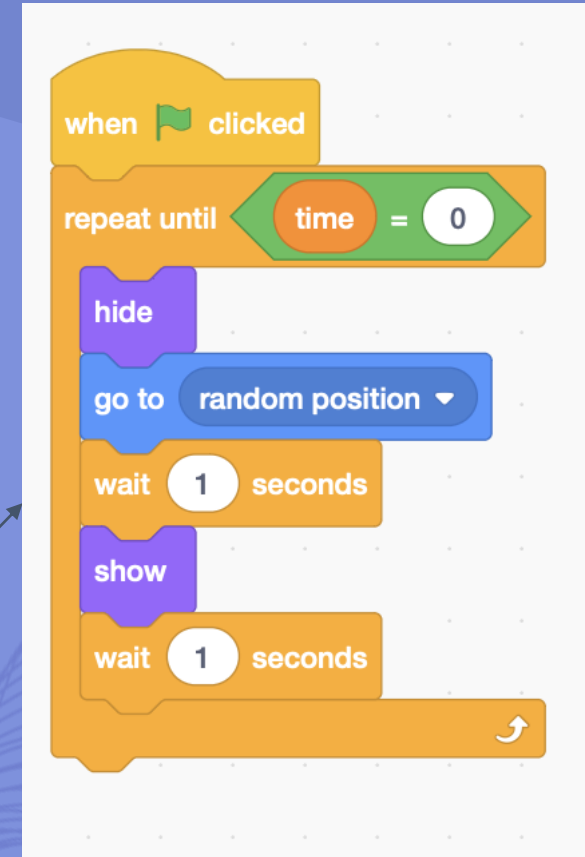 when clicked
repeat until time = 0
hide
go to random position
wait 1 seconds
show
wait 1 seconds